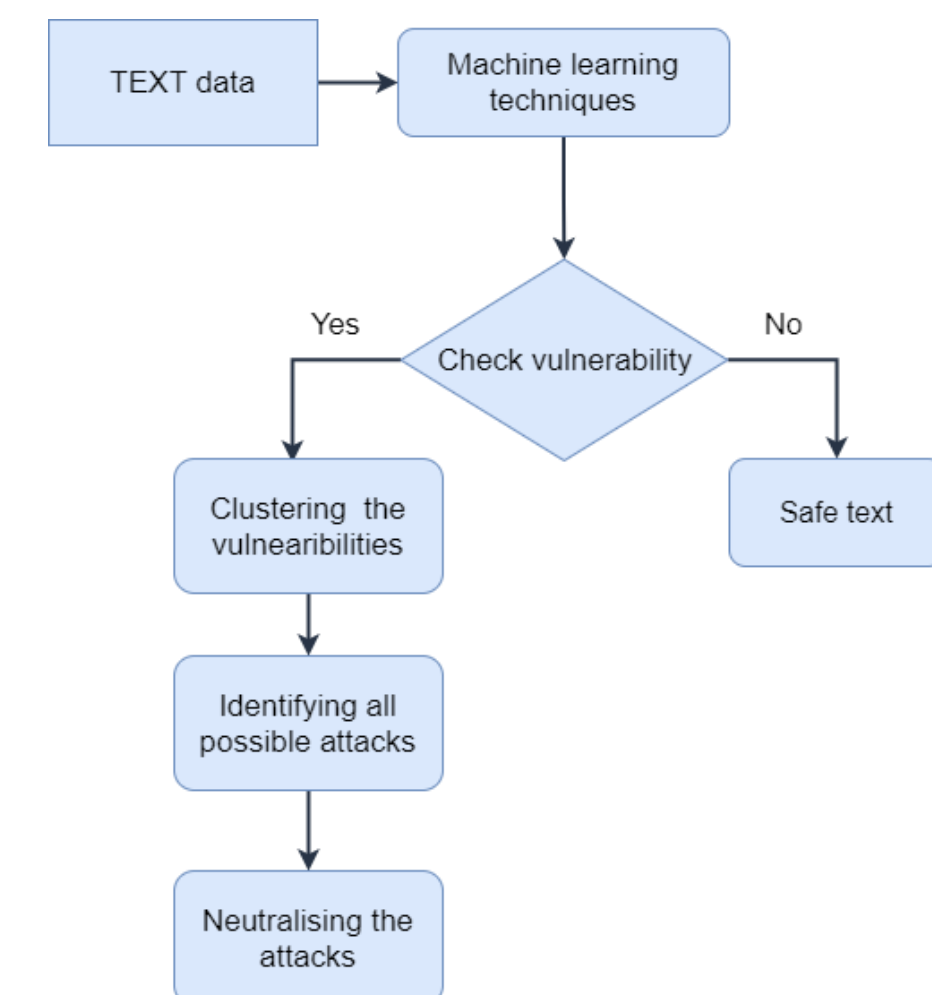 TEXT data
Machine learning
techniques
Yes
No
Check vulnerability
Clustering  the
vulnearibilities
Safe text
Identifying all
possible attacks
Neutralising the
attacks